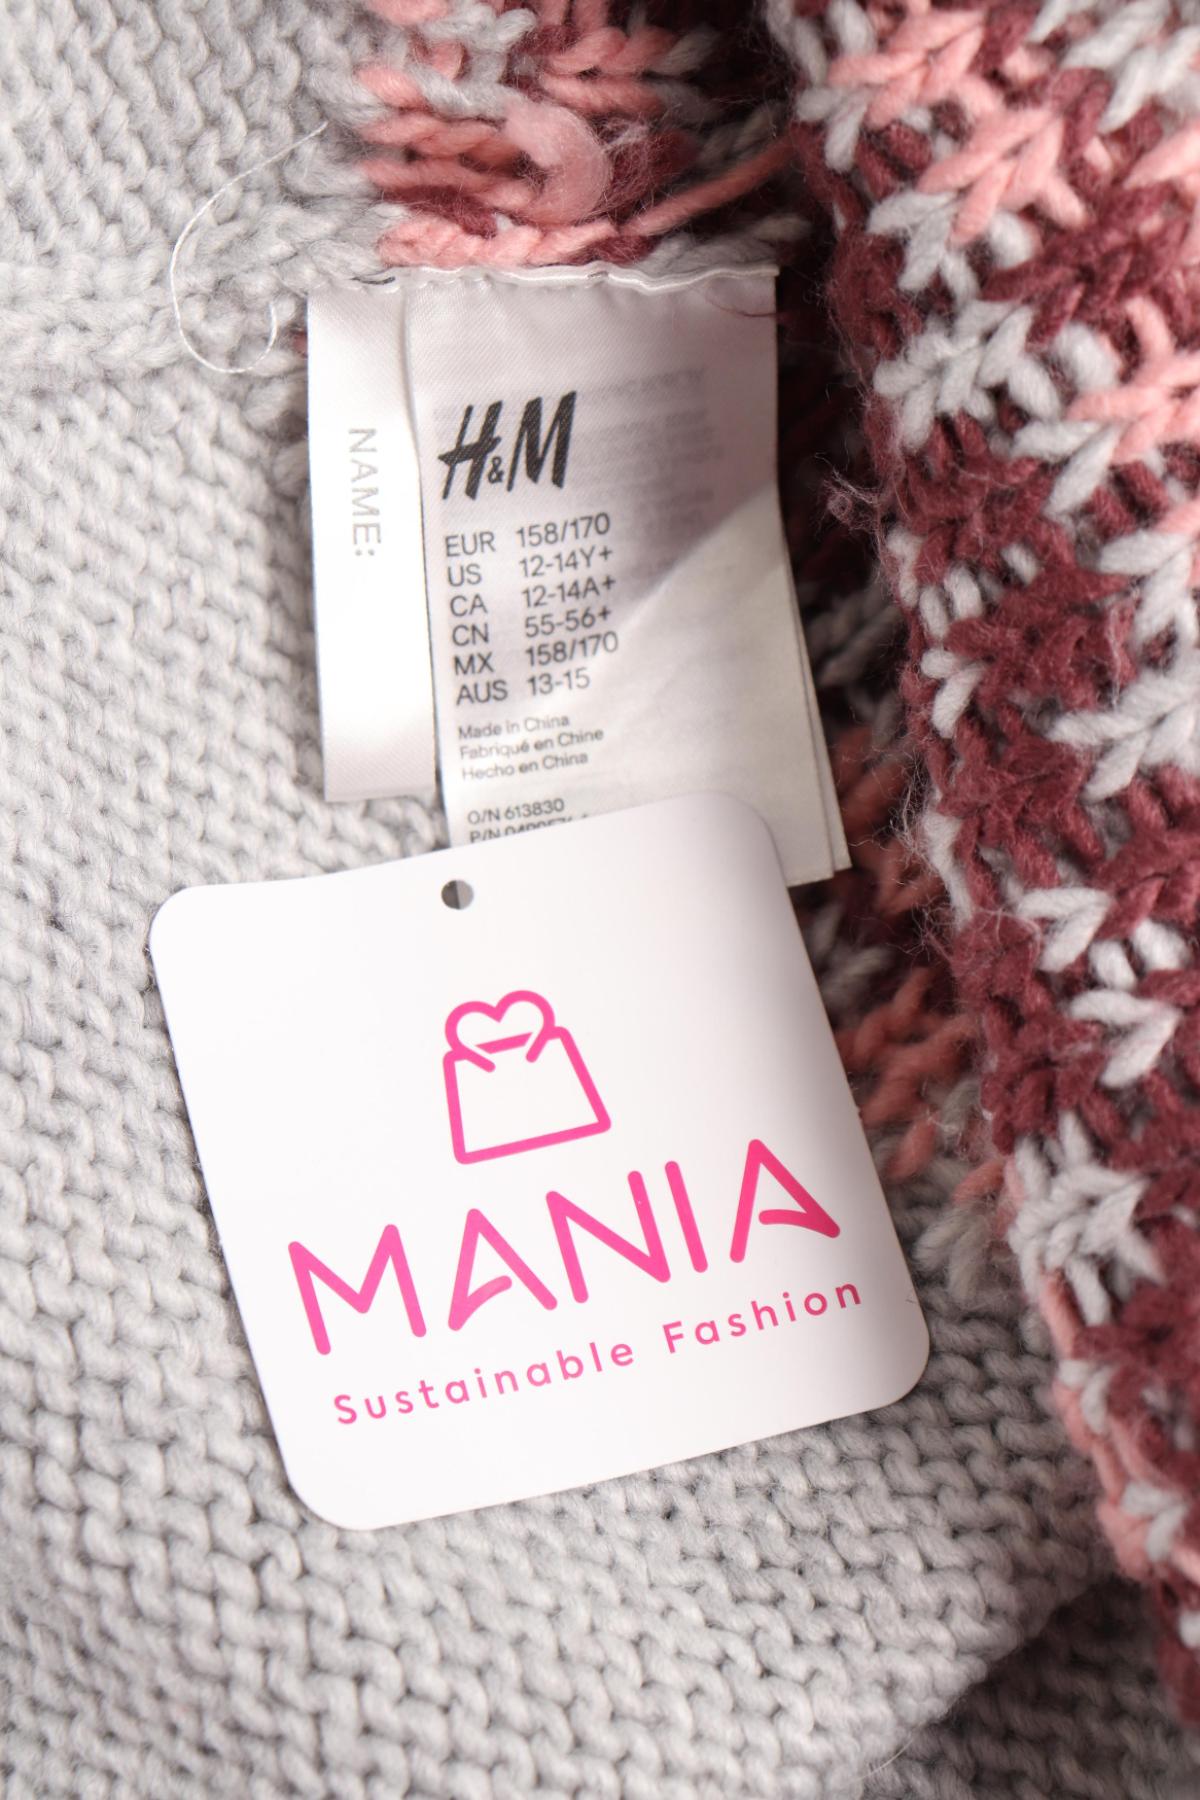 NAME:
H&M
EUR 158/170
US 12-14Y+
CA 12-14A+
CN 55-56+
MX 158/170
AUS 13-15
Made in China
Fabriqué en Chine
Hecho en China
O/N 613830
P/N
MANIA
Sustainable Fashion